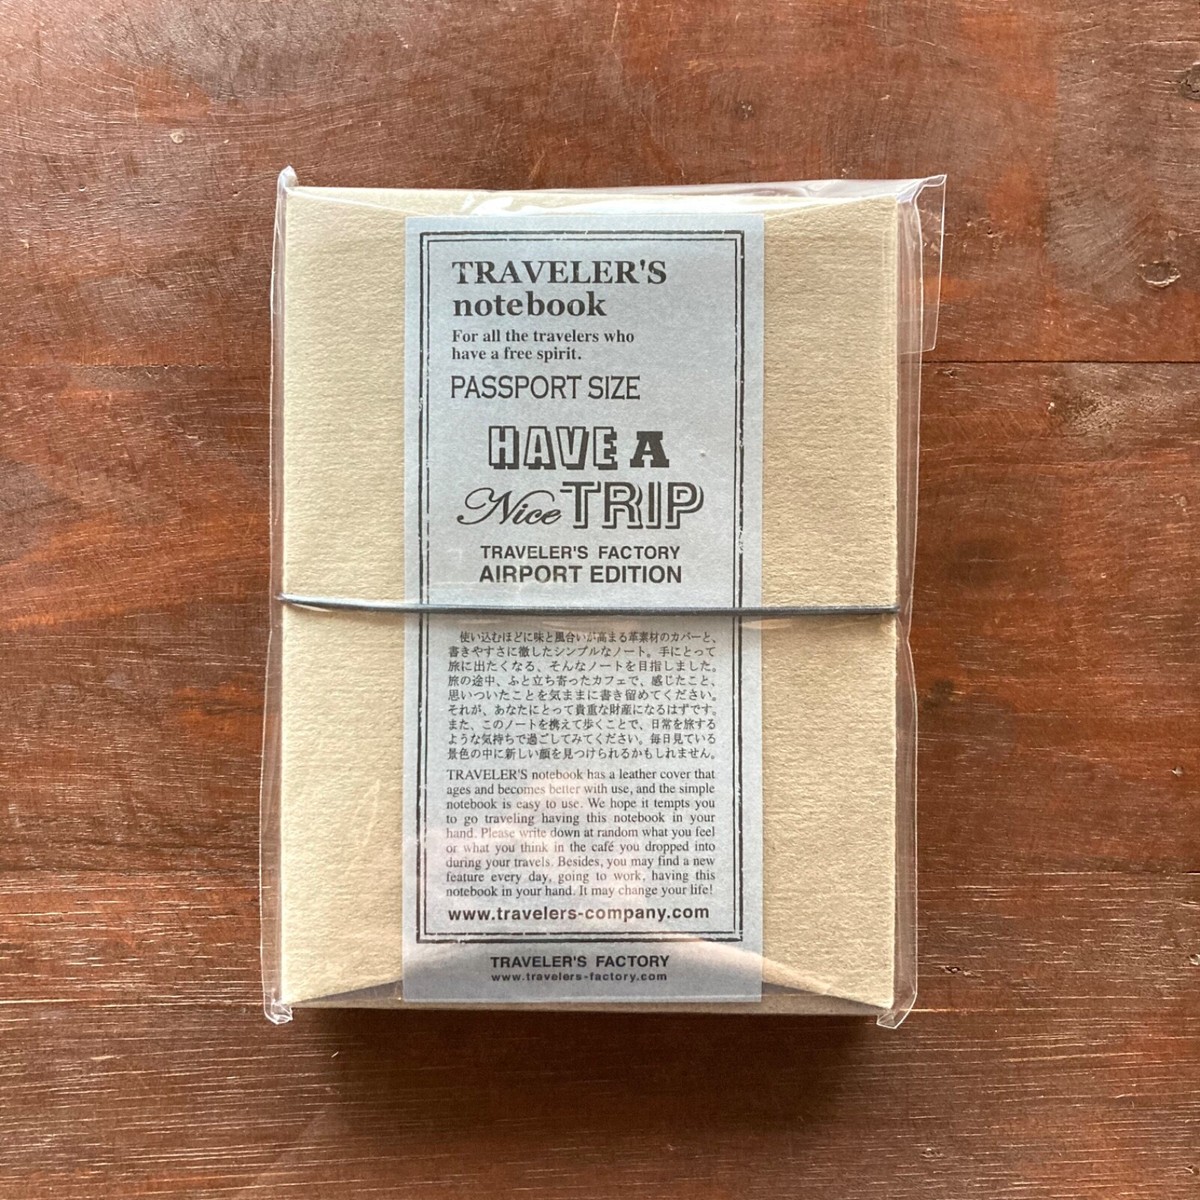 TRAVELER'S
notebook
For all the travelers who
have a free spirit.
PASSPORT SIZE
HAVE A
Nice TRIP
TRAVELER'S FACTORY
AIRPORT EDITION
使い込むほどに味と風合いが高まる革素材のカバーと、
書きやすさに徹したシンプルなノート。手にとって
旅に出たくなる、そんなノートを目指しました。
旅の途中、ふと立ち寄ったカフェで、感じたこと、
思いついたことを気ままに書き留めてください。
それが、あなたにとって貴重な財産になるはずです。
また、このノートを携えて歩くことで、日常を旅する
ような気持ちで過ごしてみてください。毎日見ている
景色の中に新しい顔を見つけられるかもしれません。
TRAVELER'S notebook has a leather cover that
ages and becomes better with use, and the simple
notebook is easy to use. We hope it tempts you
to go traveling having this notebook in your
hand. Please write down at random what you feel
or what you think in the café you dropped into
during your travels. Besides, you may find a new
feature every day, going to work, having this
notebook in your hand. It may change your life!
www.travelers-company.com
TRAVELER'S FACTORY
www.travelers-factory.com